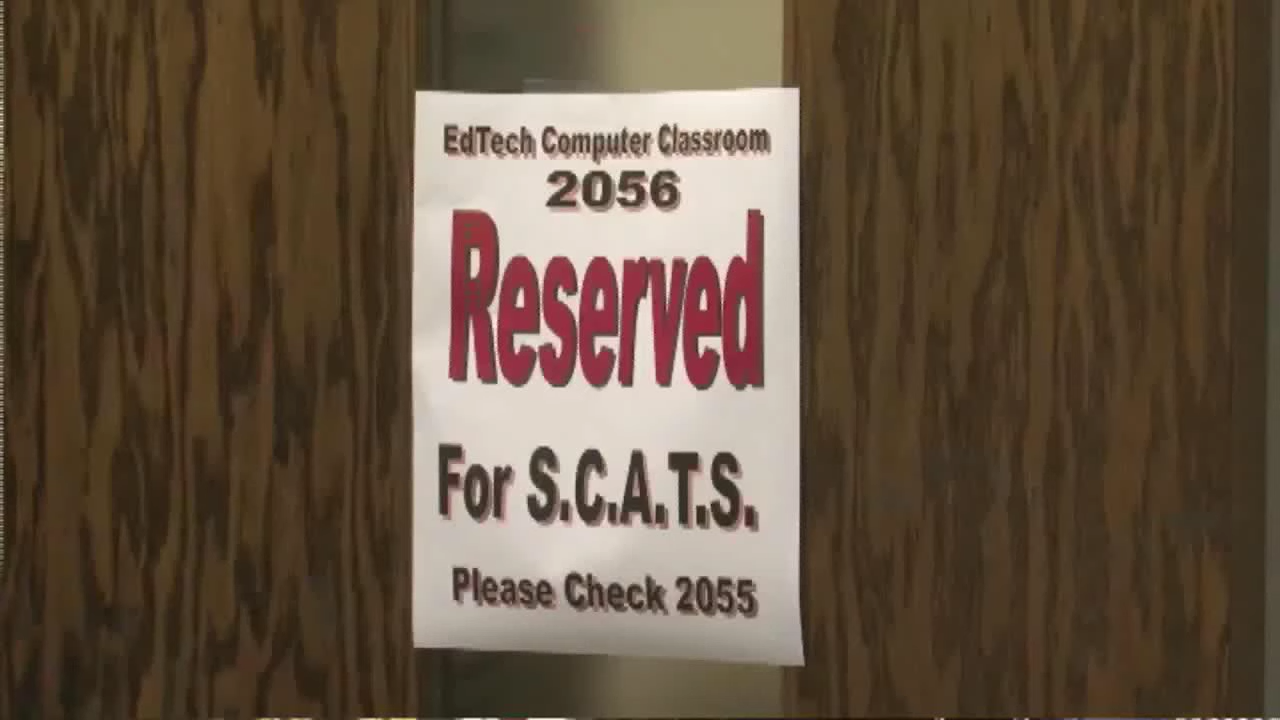 EdTech Computer Classroom
2056
Reserved
For S.C.A.T.S.
Please Check 2055